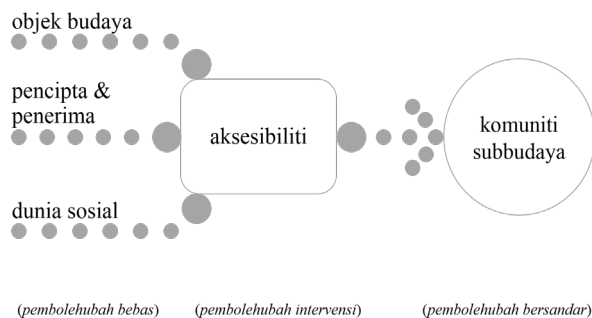 objek budaya
pencipta &
penerima
dunia sosial
aksesibiliti
komuniti
subbudaya
(pembolehubah bebas)
(pembolehubah intervensi)
(pembolehubah bersandar)